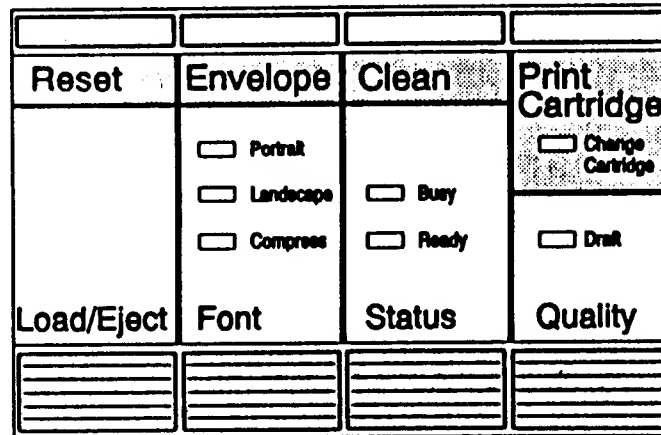 Reset
Envelope
Clean
Print
Cartridge
Change
Cartridge
Portrait
Landscape
Compress
Busy
Ready
Draft
Load/Eject
Font
Status
Quality